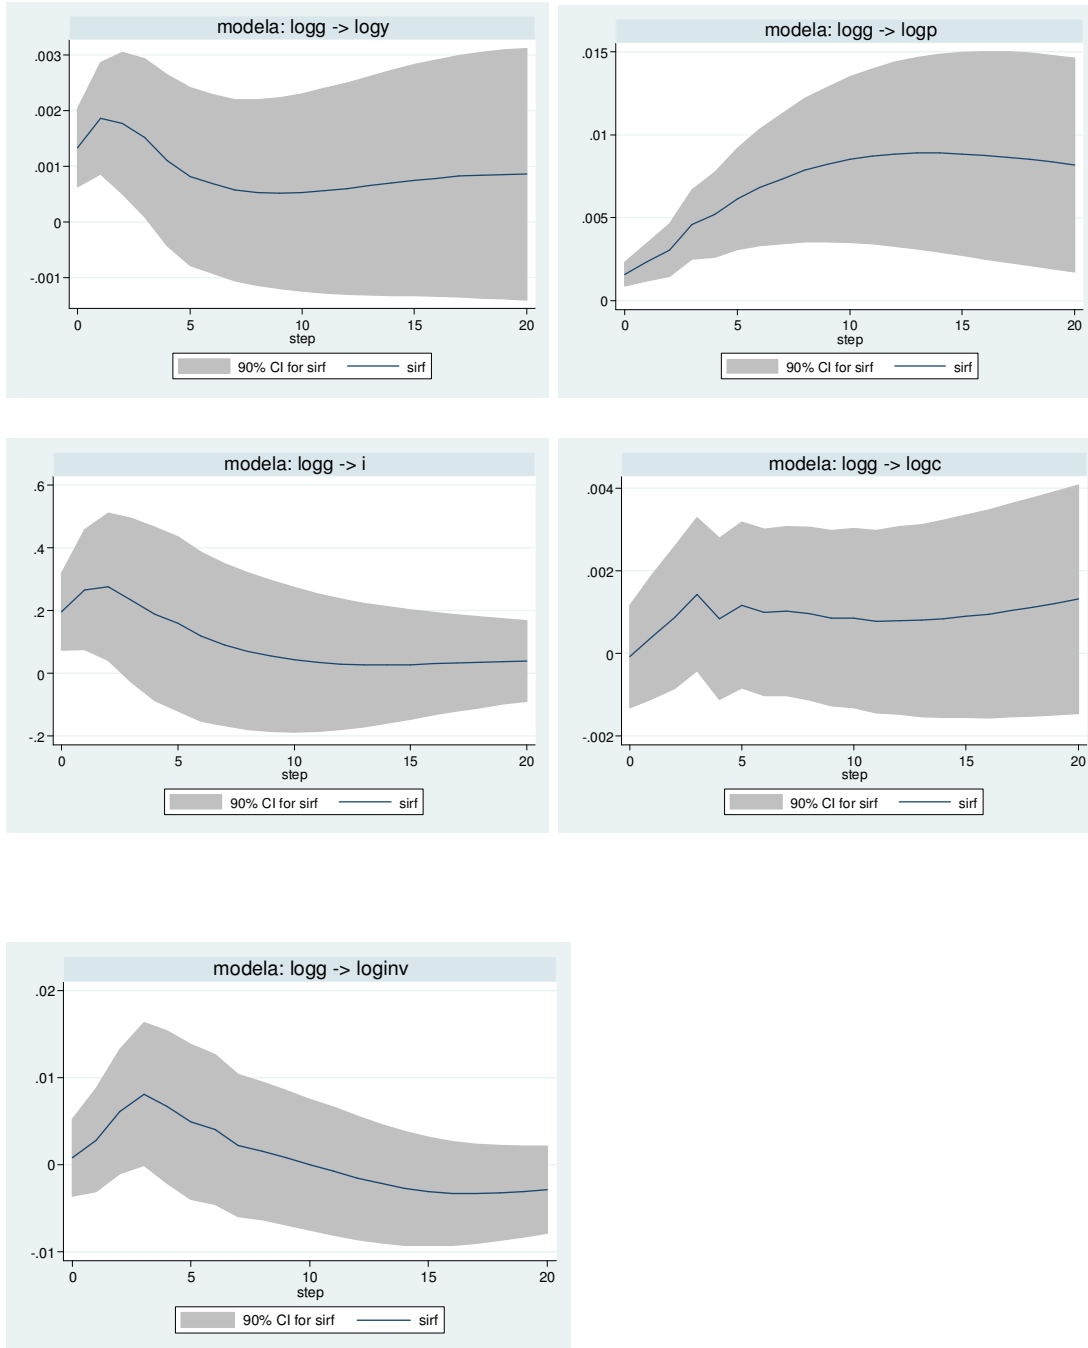 modela: logg -> logy
.003
.002
.001
0
-.001
0 5 10 15 20
step
90% CI for sirf sirf
modela: logg -> logp
.015
.01
.005
0
0 5 10 15 20
step
90% CI for sirf sirf
modela: logg -> i
.6
.4
.2
0
-.2
0 5 10 15 20
step
90% CI for sirf sirf
modela: logg -> logc
.004
.002
0
-.002
0 5 10 15 20
step
90% CI for sirf sirf
modela: logg -> loginv
.02
.01
0
-.01
0 5 10 15 20
step
90% CI for sirf sirf